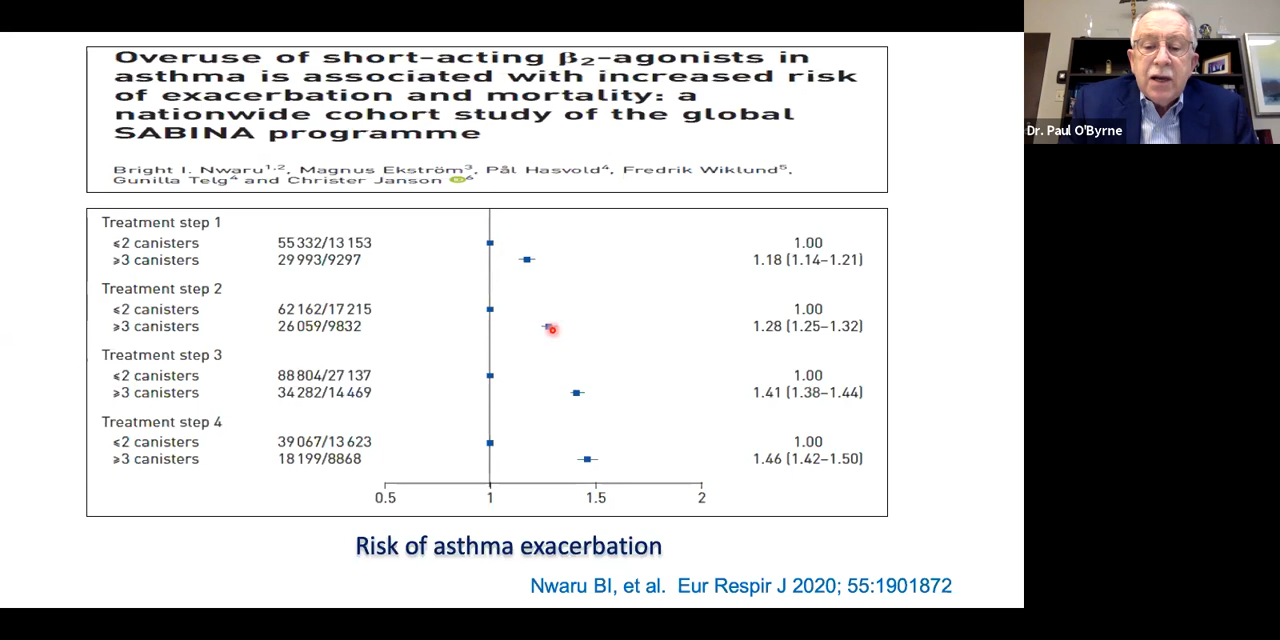 Overuse of short-acting β2-agonists in
asthma is associated with increased risk
of exacerbation and mortality: a
nationwide cohort study of the global
SABINA programme
Bright I. Nwaru1,2, Magnus Ekström3, Pål Hasvold4, Fredrik Wiklund5,
Gunilla Telg4 and Christer Janson 6
Dr. Paul O'Byrne
Treatment step 1
≤2 canisters 55 332/13 153 1.00
≥3 canisters 29 993/9297 1.18 (1.14–1.21)
Treatment step 2
≤2 canisters 62 162/17 215 1.00
≥3 canisters 26 059/9832 1.28 (1.25–1.32)
Treatment step 3
≤2 canisters 88 804/27 137 1.00
≥3 canisters 34 282/14 469 1.41 (1.38–1.44)
Treatment step 4
≤2 canisters 39 067/13 623 1.00
≥3 canisters 18 199/8868 1.46 (1.42–1.50)
0.5 1 1.5 2
Risk of asthma exacerbation
Nwaru BI, et al. Eur Respir J 2020; 55:1901872